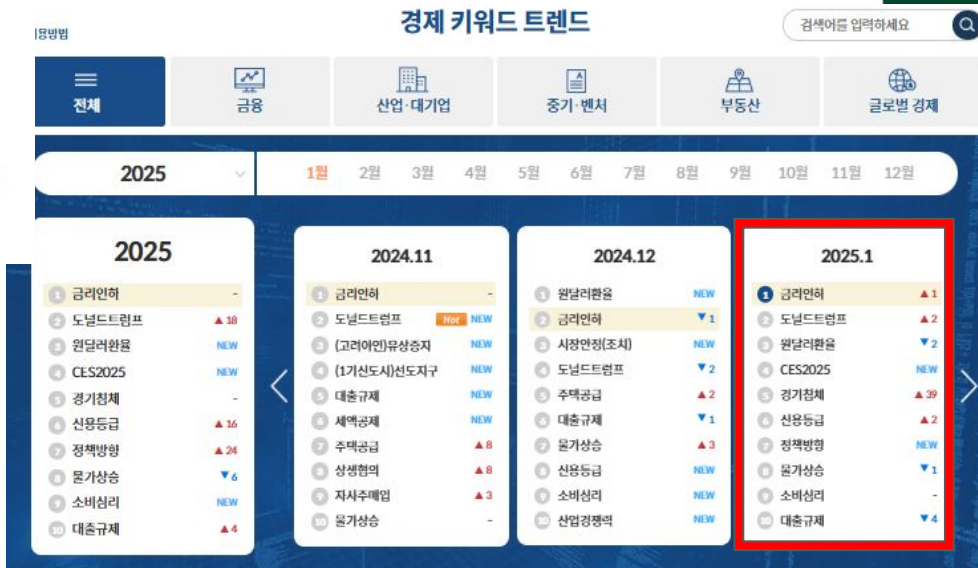 경제 키워드 트렌드
용방법
검색어를 입력하세요
전체
금융
산업·대기업
중기·벤처
부동산
글로벌 경제
2025
1월 2월 3월 4월 5월 6월 7월 8월 9월 10월 11월 12월
2025
1 금리인하 -
2 도널드트럼프 ▲ 18
3 원달러환율 NEW
4 CES2025 NEW
5 경기침체 -
6 신용등급 ▲ 16
7 정책방향 ▲ 24
8 물가상승 ▼ 6
9 소비심리 NEW
10 대출규제 ▲ 4
2024.11
1 금리인하 -
2 도널드트럼프 Hot NEW
3 (고려아연)유상증자 NEW
4 (1기신도시)선도지구 NEW
5 대출규제 NEW
6 세액공제 NEW
7 주택공급 ▲ 8
8 상생협의 ▲ 8
9 자사주매입 ▲ 3
10 물가상승 -
2024.12
1 원달러환율 NEW
2 금리인하 ▼ 1
3 시장안정(조치) NEW
4 도널드트럼프 ▼ 2
5 주택공급 ▲ 2
6 대출규제 ▼ 1
7 물가상승 ▲ 3
8 신용등급 NEW
9 소비심리 NEW
10 산업경쟁력 NEW
2025.1
1 금리인하 ▲ 1
2 도널드트럼프 ▲ 2
3 원달러환율 ▼ 2
4 CES2025 NEW
5 경기침체 ▲ 39
6 신용등급 ▲ 2
7 정책방향 NEW
8 물가상승 ▼ 1
9 소비심리 -
10 대출규제 ▼ 4